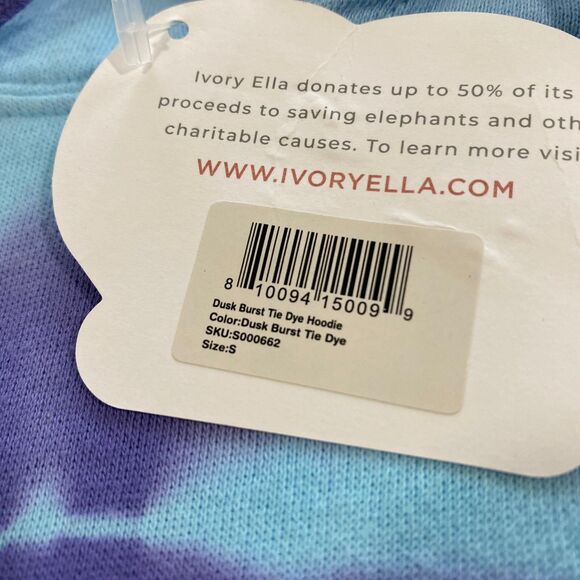 Ivory Ella donates up to 50% of its
proceeds to saving elephants and oth
charitable causes. To learn more visi
WWW.IVORYELLA.COM
8 10094 15009 9
Dusk Burst Tie Dye Hoodie
Color:Dusk Burst Tie Dye
SKU:S000662
Size:S